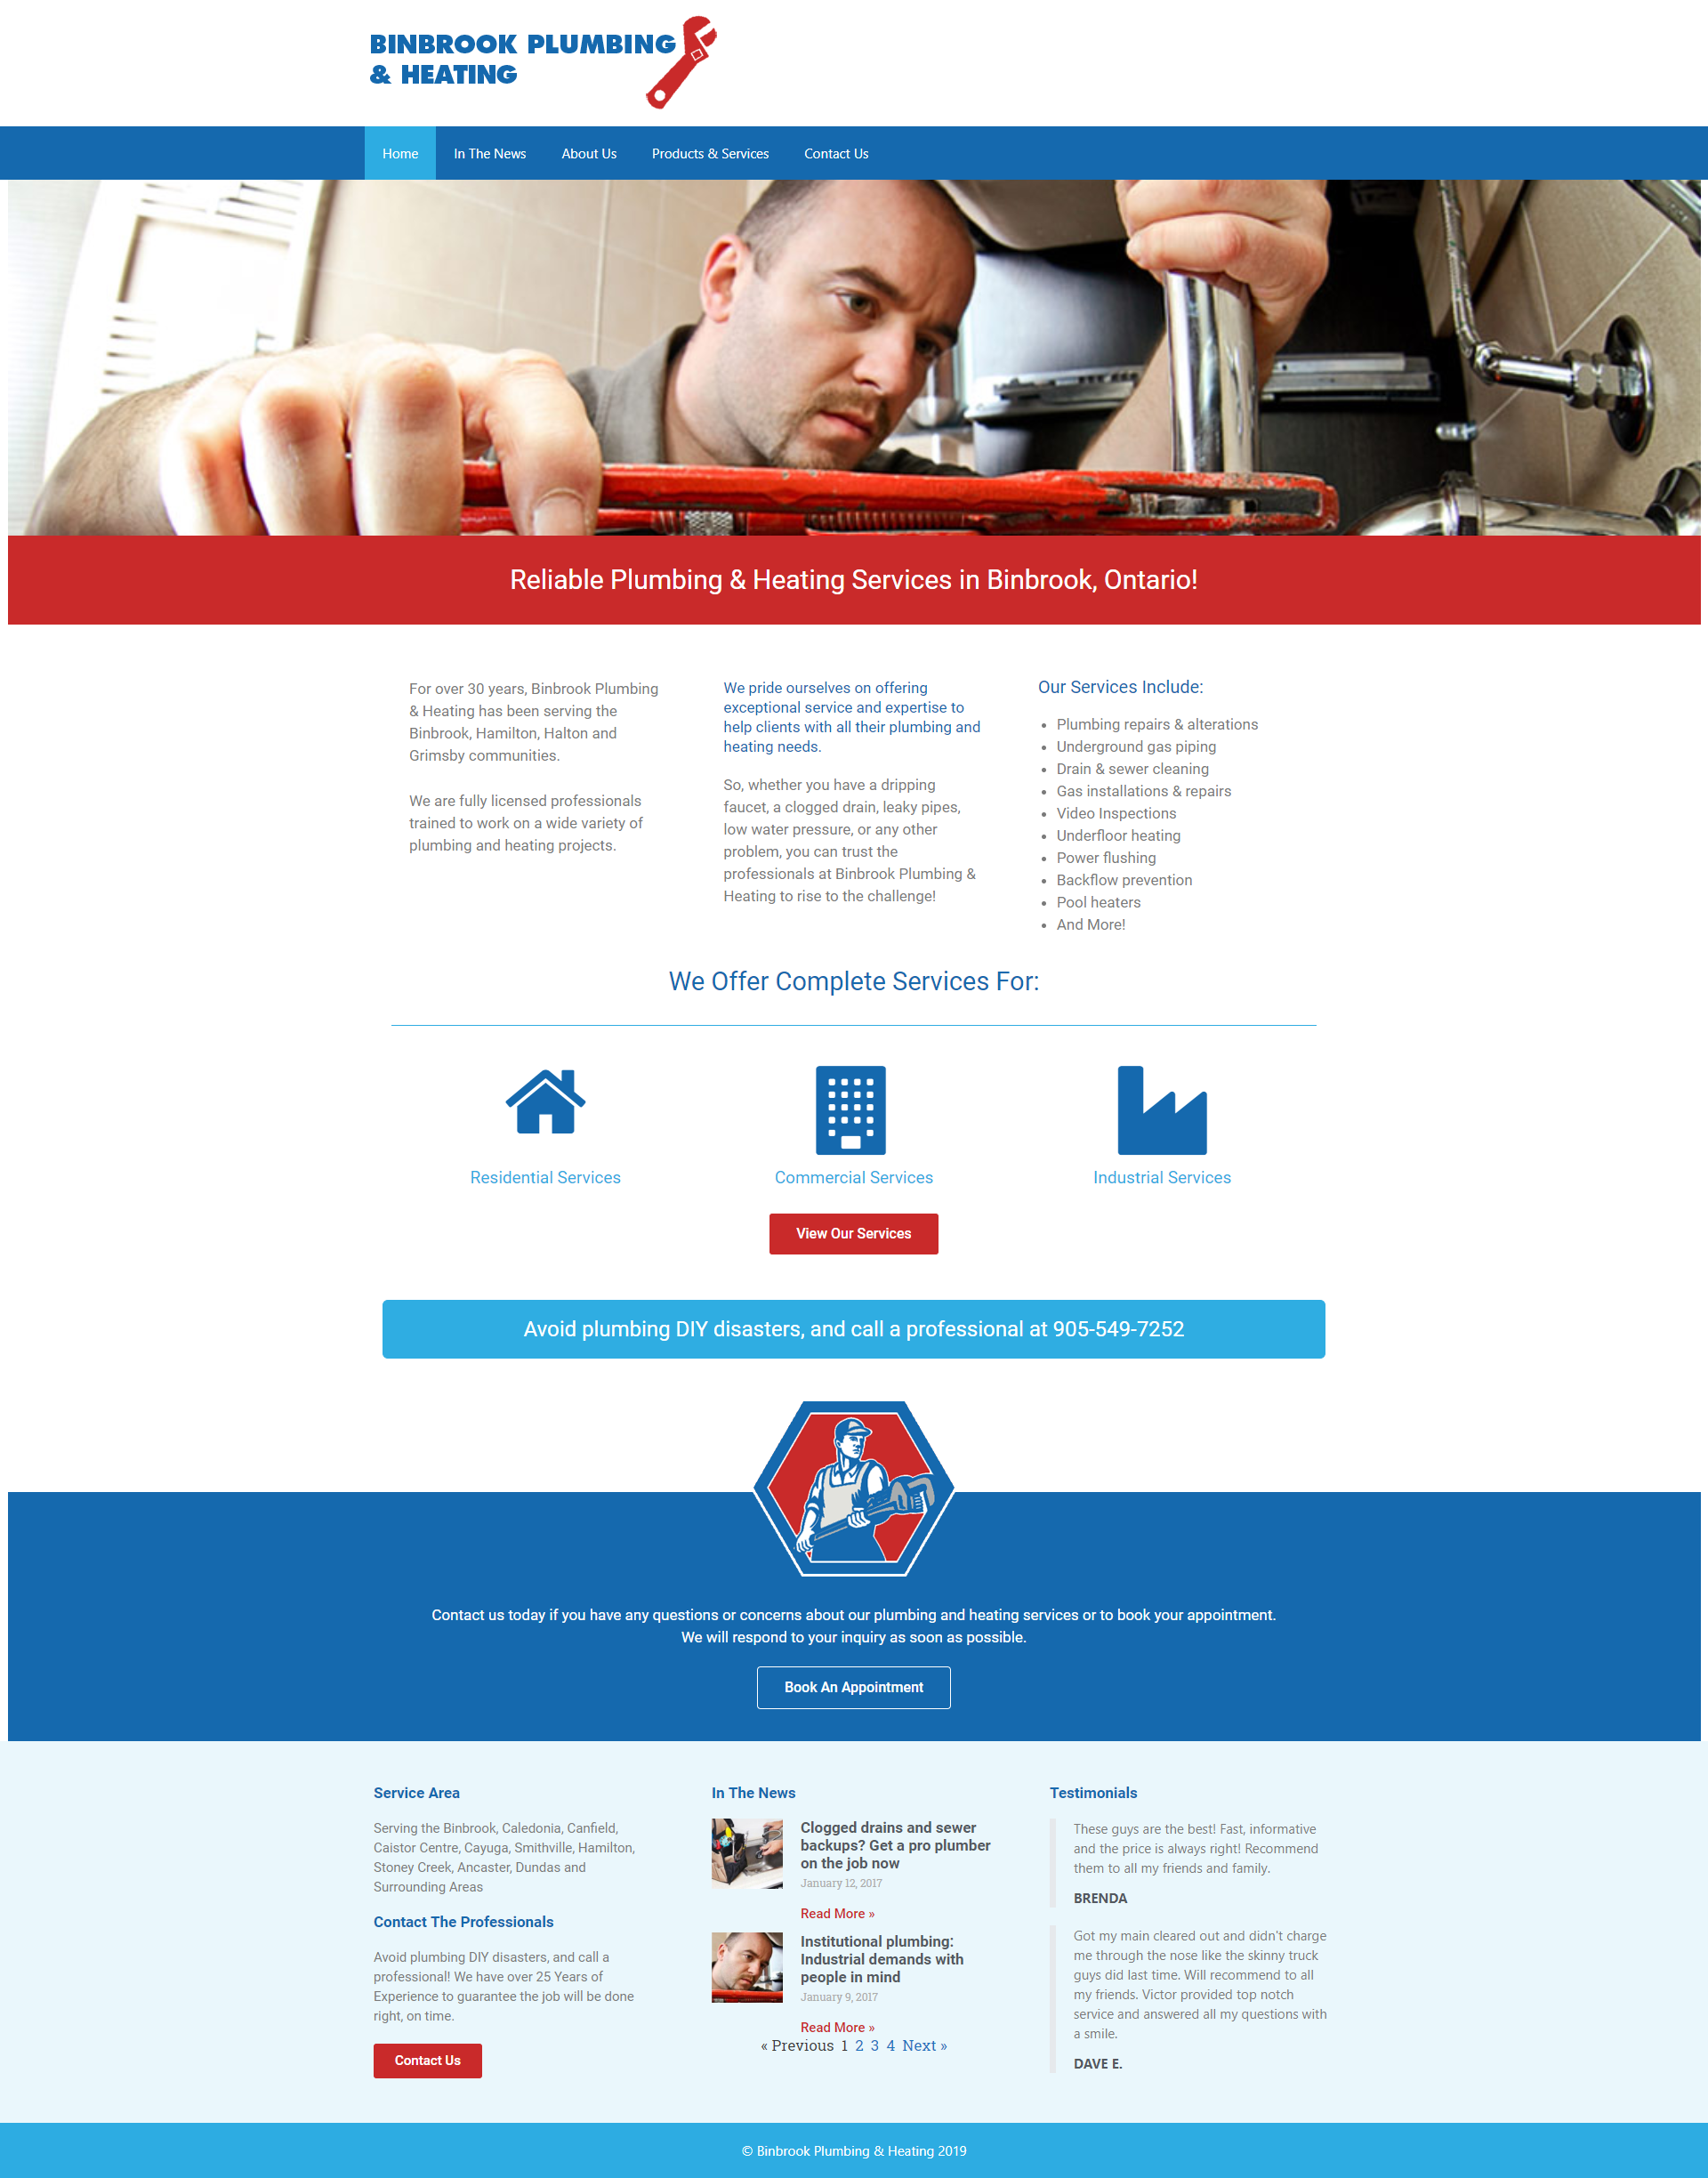 BINBROOK PLUMBING
& HEATING
Home
In The News
About Us
Products & Services
Contact Us
Reliable Plumbing & Heating Services in Binbrook, Ontario!
For over 30 years, Binbrook Plumbing
& Heating has been serving the
Binbrook, Hamilton, Halton and
Grimsby communities.
We are fully licensed professionals
trained to work on a wide variety of
plumbing and heating projects.
We pride ourselves on offering
exceptional service and expertise to
help clients with all their plumbing and
heating needs.
So, whether you have a dripping
faucet, a clogged drain, leaky pipes,
low water pressure, or any other
problem, you can trust the
professionals at Binbrook Plumbing &
Heating to rise to the challenge!
Our Services Include:
• Plumbing repairs & alterations
• Underground gas piping
• Drain & sewer cleaning
• Gas installations & repairs
• Video Inspections
• Underfloor heating
• Power flushing
• Backflow prevention
• Pool heaters
• And More!
We Offer Complete Services For:
Residential Services
Commercial Services
Industrial Services
View Our Services
Avoid plumbing DIY disasters, and call a professional at 905-549-7252
Contact us today if you have any questions or concerns about our plumbing and heating services or to book your appointment.
We will respond to your inquiry as soon as possible.
Book An Appointment
Service Area
Serving the Binbrook, Caledonia, Canfield,
Caistor Centre, Cayuga, Smithville, Hamilton,
Stoney Creek, Ancaster, Dundas and
Surrounding Areas
Contact The Professionals
Avoid plumbing DIY disasters, and call a
professional! We have over 25 Years of
Experience to guarantee the job will be done
right, on time.
Contact Us
In The News
Clogged drains and sewer
backups? Get a pro plumber
on the job now
January 12, 2017
Read More »
Institutional plumbing:
Industrial demands with
people in mind
January 9, 2017
Read More »
« Previous 1 2 3 4 Next »
Testimonials
These guys are the best! Fast, informative
and the price is always right! Recommend
them to all my friends and family.
BRENDA
Got my main cleared out and didn't charge
me through the nose like the skinny truck
guys did last time. Will recommend to all
my friends. Victor provided top notch
service and answered all my questions with
a smile.
DAVE E.
© Binbrook Plumbing & Heating 2019